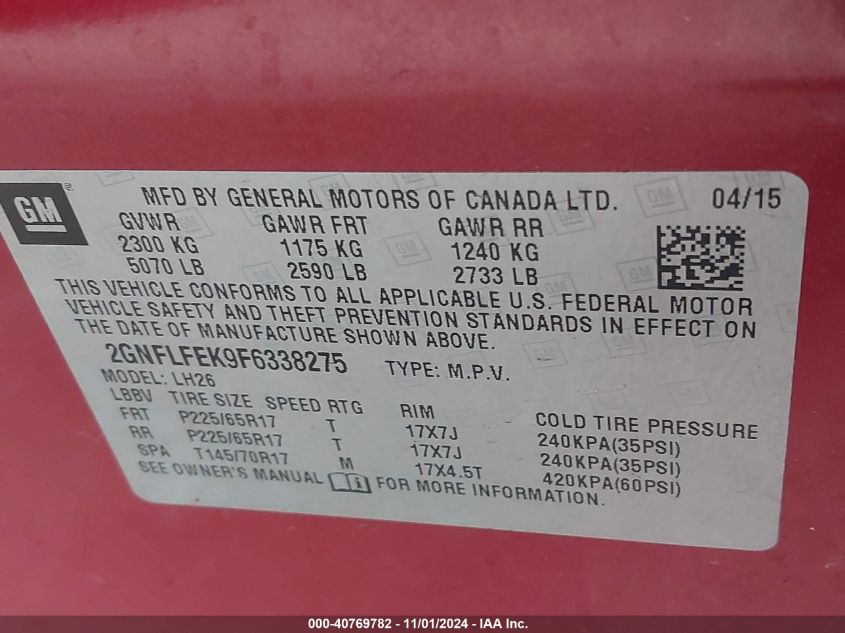 GM ®
MFD BY GENERAL MOTORS OF CANADA LTD. 04/15
GVWR GAWR FRT GAWR RR
2300 KG 1175 KG 1240 KG
5070 LB 2590 LB 2733 LB
THIS VEHICLE CONFORMS TO ALL APPLICABLE U.S. FEDERAL MOTOR
VEHICLE SAFETY AND THEFT PREVENTION STANDARDS IN EFFECT ON
THE DATE OF MANUFACTURE SHOWN ABOVE.
2GNFLFEK9F6338275 TYPE: M.P.V.
MODEL: LH26
LBBV TIRE SIZE SPEED RTG RIM COLD TIRE PRESSURE
FRT P225/65R17 T 17X7J 240KPA(35PSI)
RR P225/65R17 T 17X7J 240KPA(35PSI)
SPA T145/70R17 M 17X4.5T 420KPA(60PSI)
SEE OWNER'S MANUAL FOR MORE INFORMATION.
000-40769782 - 11/01/2024 - IAA Inc.